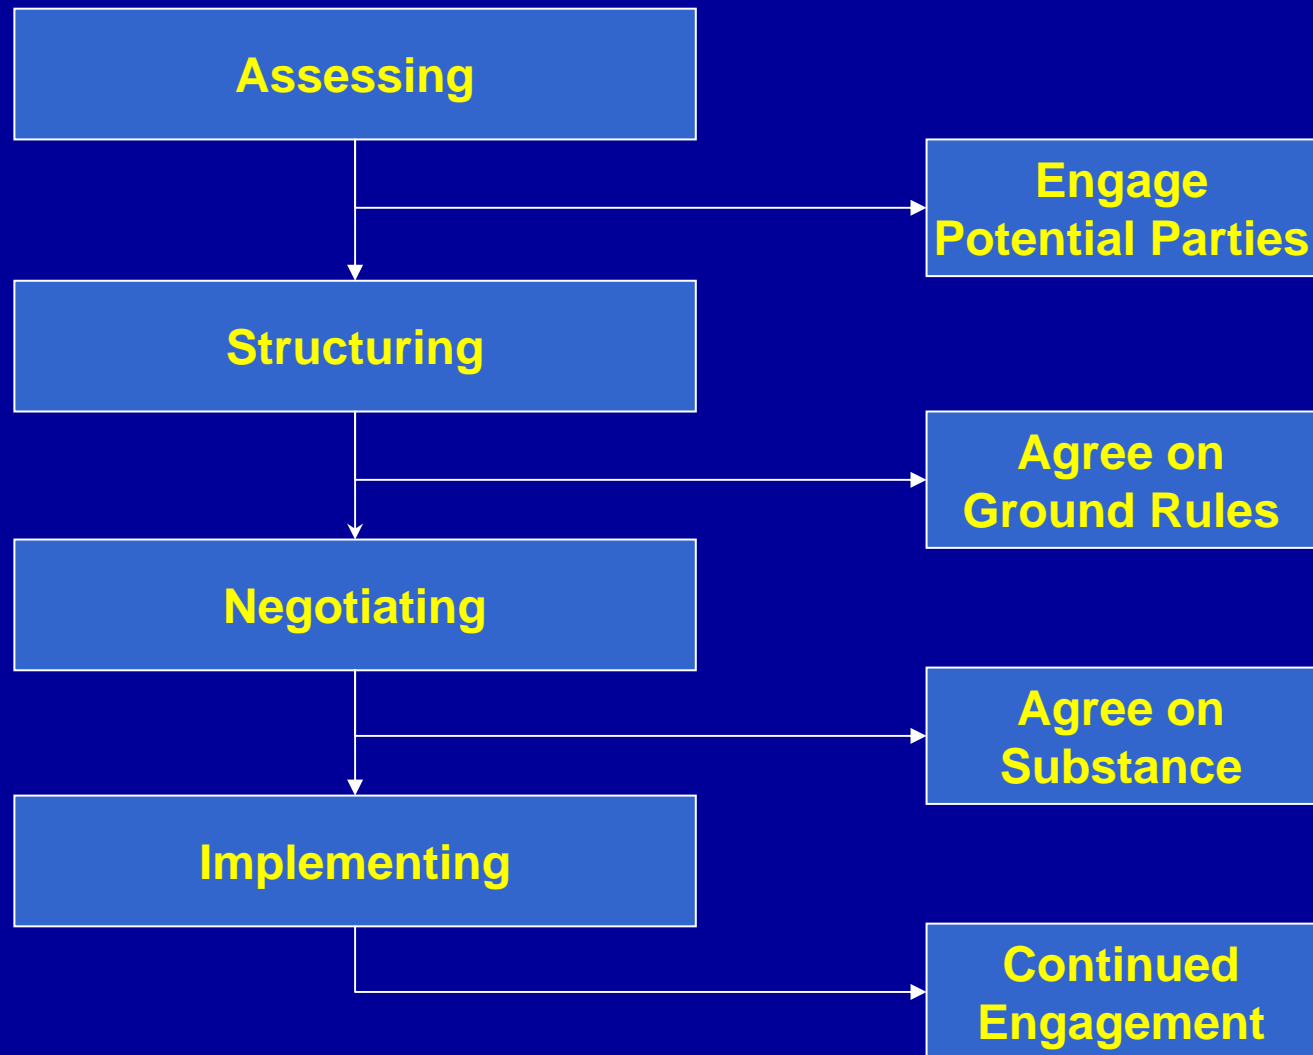 Assessing
Engage
Potential Parties
Structuring
Agree on
Ground Rules
Negotiating
Agree on
Substance
Implementing
Continued
Engagement